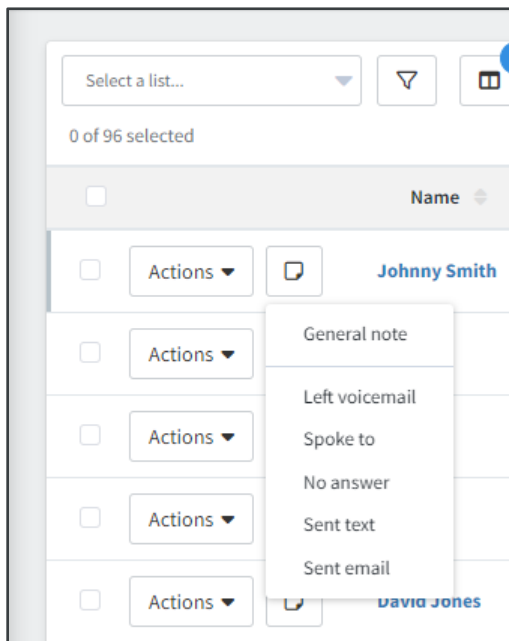 Select a list...
0 of 96 selected
Name
Actions
Johnny Smith
General note
Actions
Left voicemail
Actions
Spoke to
No answer
Actions
Sent text
Sent email
Actions
David Jones